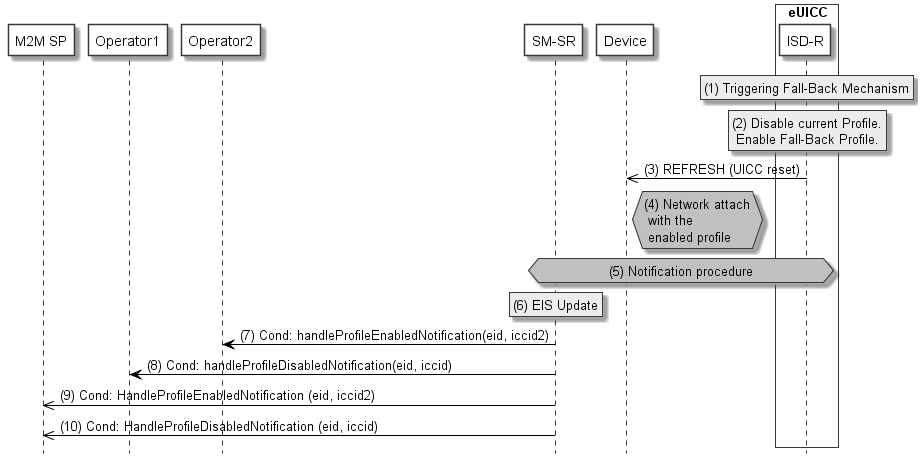 eUICC
M2M SP
Operator1
Operator2
SM-SR
Device
ISD-R
(1) Triggering Fall-Back Mechanism
(2) Disable current Profile.
Enable Fall-Back Profile.
(3) REFRESH (UICC reset)
(4) Network attach
with the
enabled profile
(5) Notification procedure
(6) EIS Update
(7) Cond: handleProfileEnabledNotification(eid, iccid2)
(8) Cond: handleProfileDisabledNotification(eid, iccid)
(9) Cond: HandleProfileEnabledNotification (eid, iccid2)
(10) Cond: HandleProfileDisabledNotification (eid, iccid)